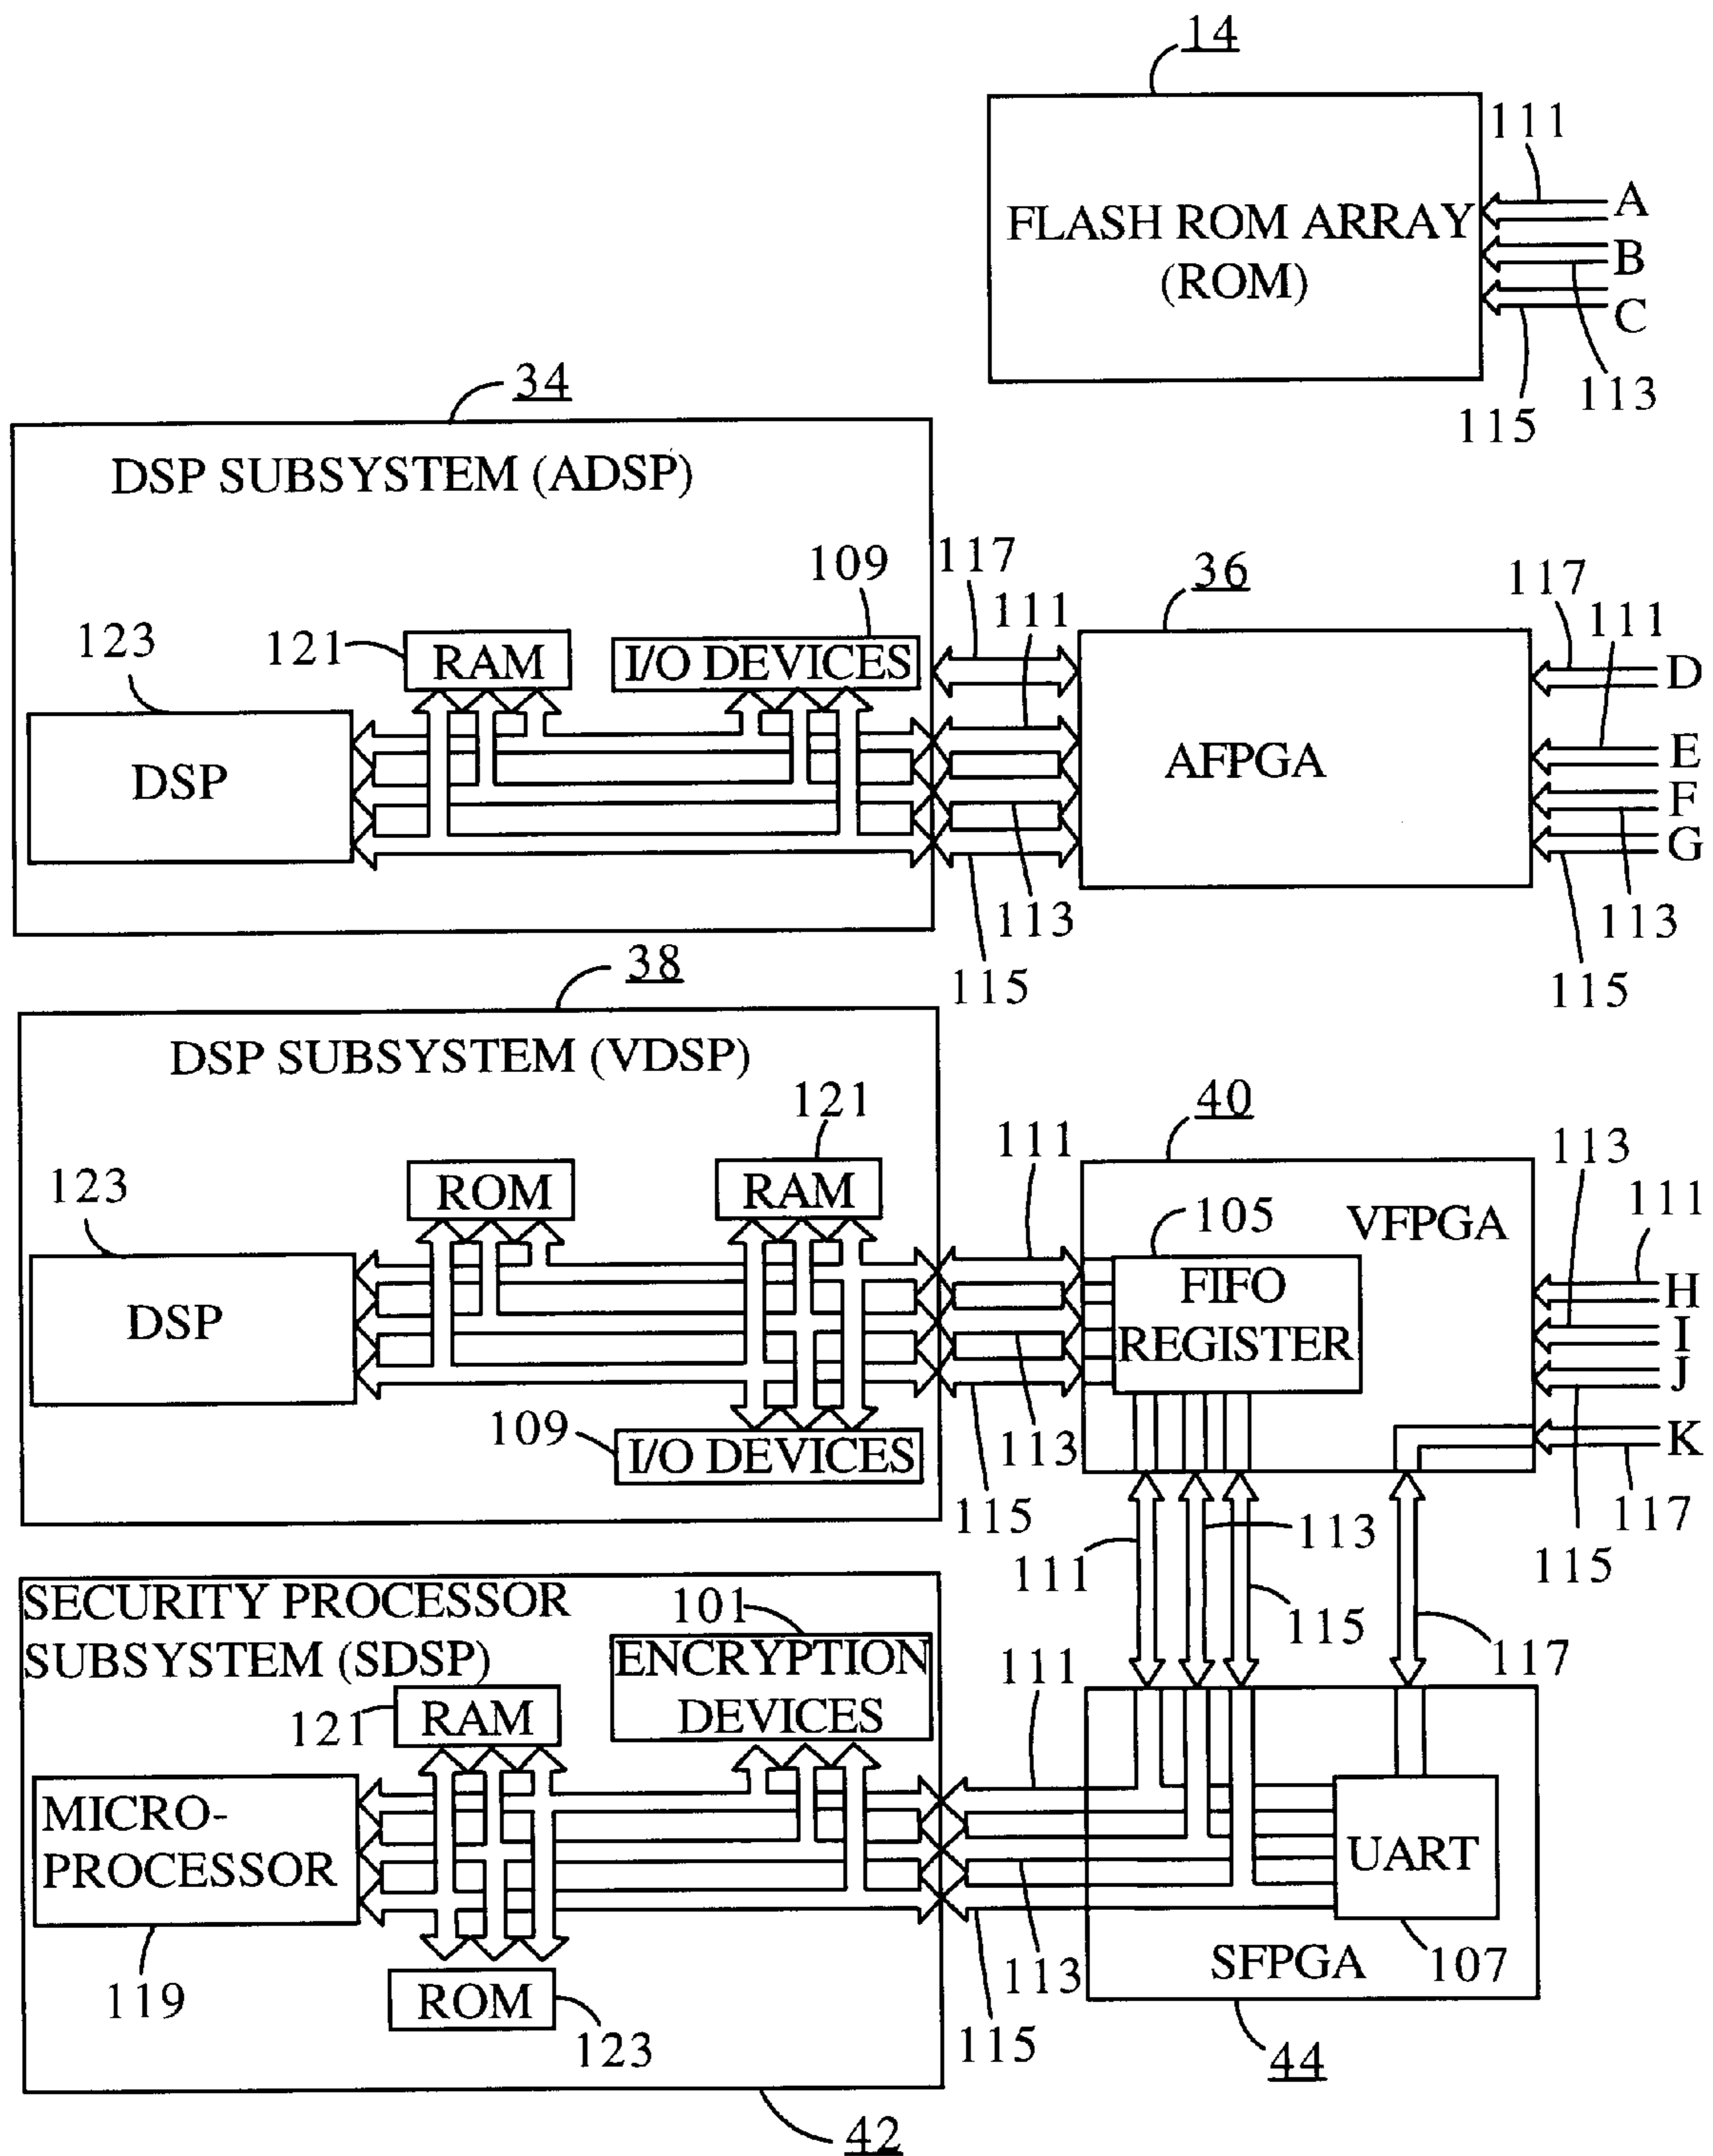 14
111
FLASH ROM ARRAY
(ROM)
A
B
C
113
115
34
DSP SUBSYSTEM (ADSP)
109
117
111
36
117
111
123
121
RAM
I/O DEVICES
D
DSP
AFPGA
E
F
G
113
115
113
115
38
DSP SUBSYSTEM (VDSP)
121
111
40
113
111
123
ROM
RAM
105
VFPGA
DSP
FIFO
REGISTER
H
I
J
K
109
I/O DEVICES
113
115
117
115
111
113
115
117
SECURITY PROCESSOR
SUBSYSTEM (SDSP)
101
ENCRYPTION
DEVICES
111
121
RAM
MICRO-
PROCESSOR
UART
119
ROM
123
113
115
SFPGA
107
44
42